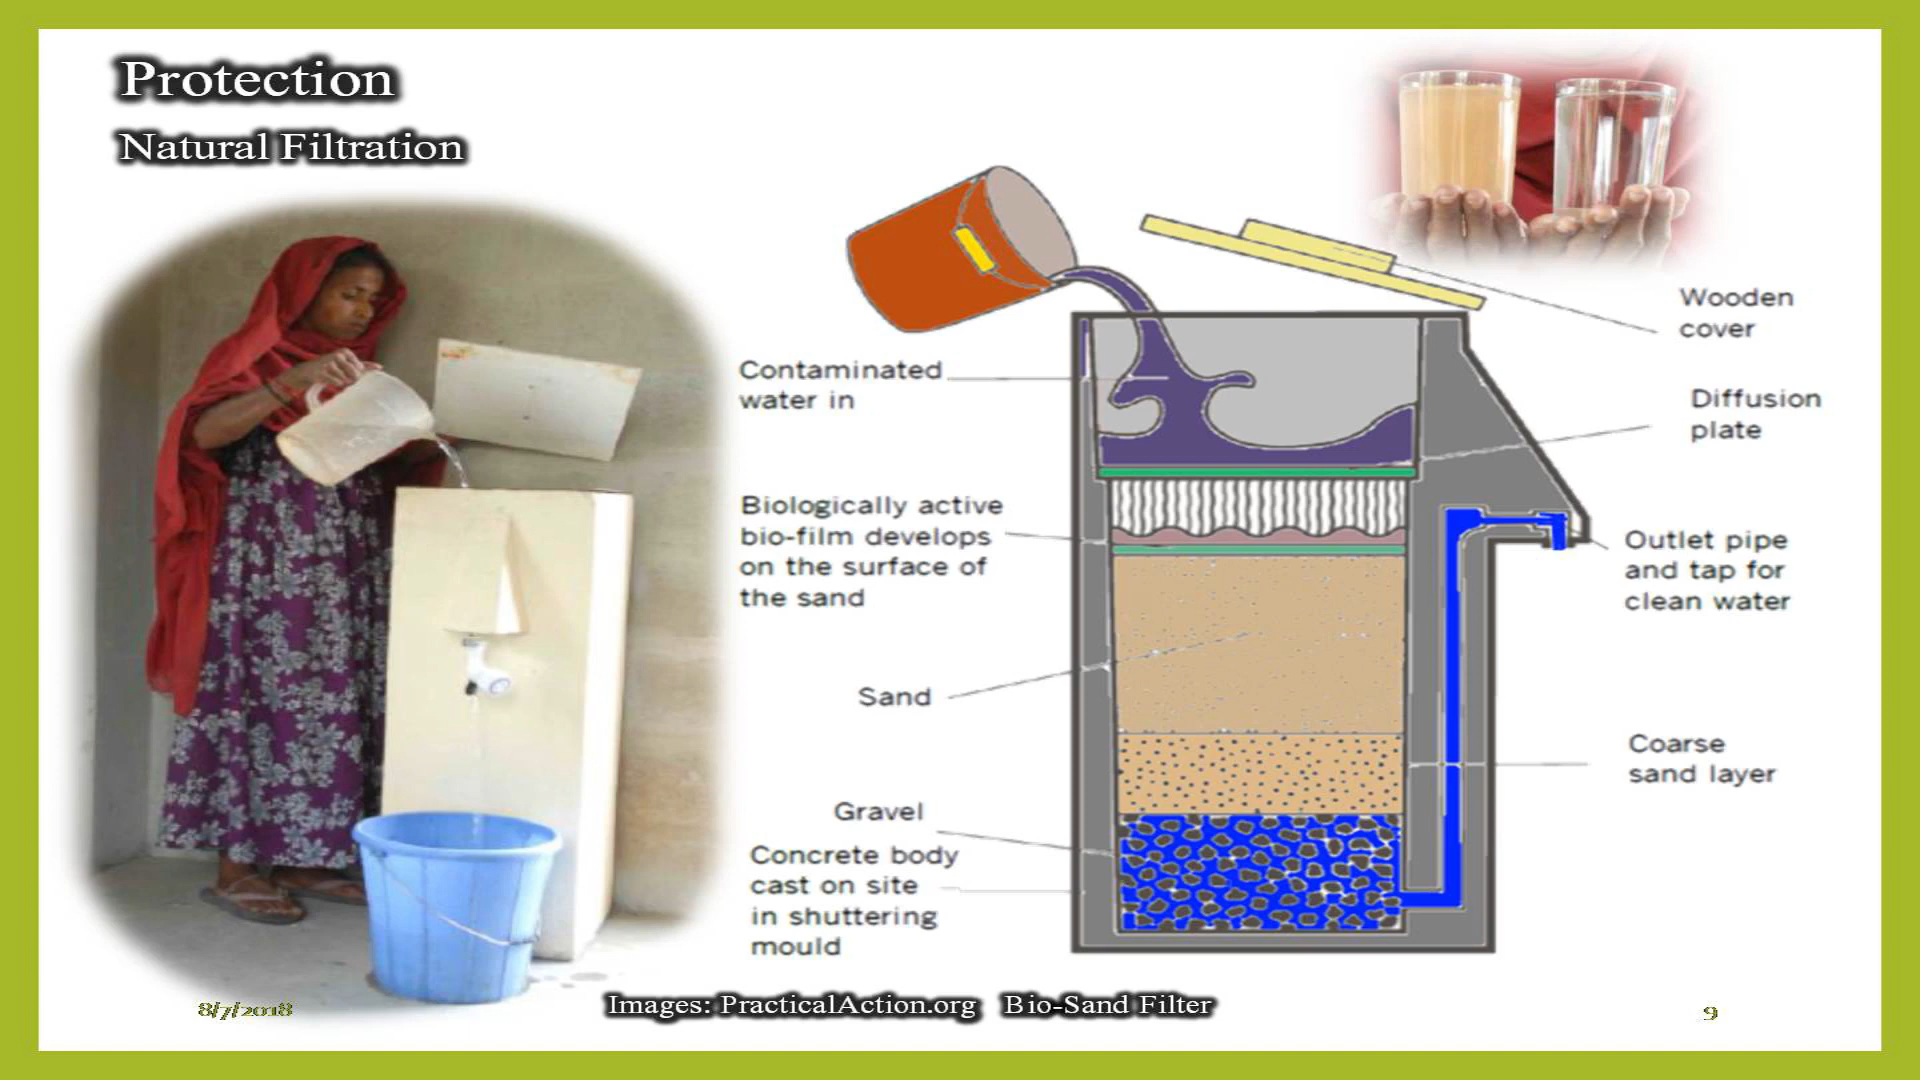 Protection
Natural Filtration
Wooden
cover
Contaminated
water in
Diffusion
plate
Biologically active
bio-film develops
on the surface of
the sand
Outlet pipe
and tap for
clean water
Sand
Coarse
sand layer
Gravel
Concrete body
cast on site
in shuttering
mould
8/7/2018
Images: PracticalAction.org Bio-Sand Filter
9